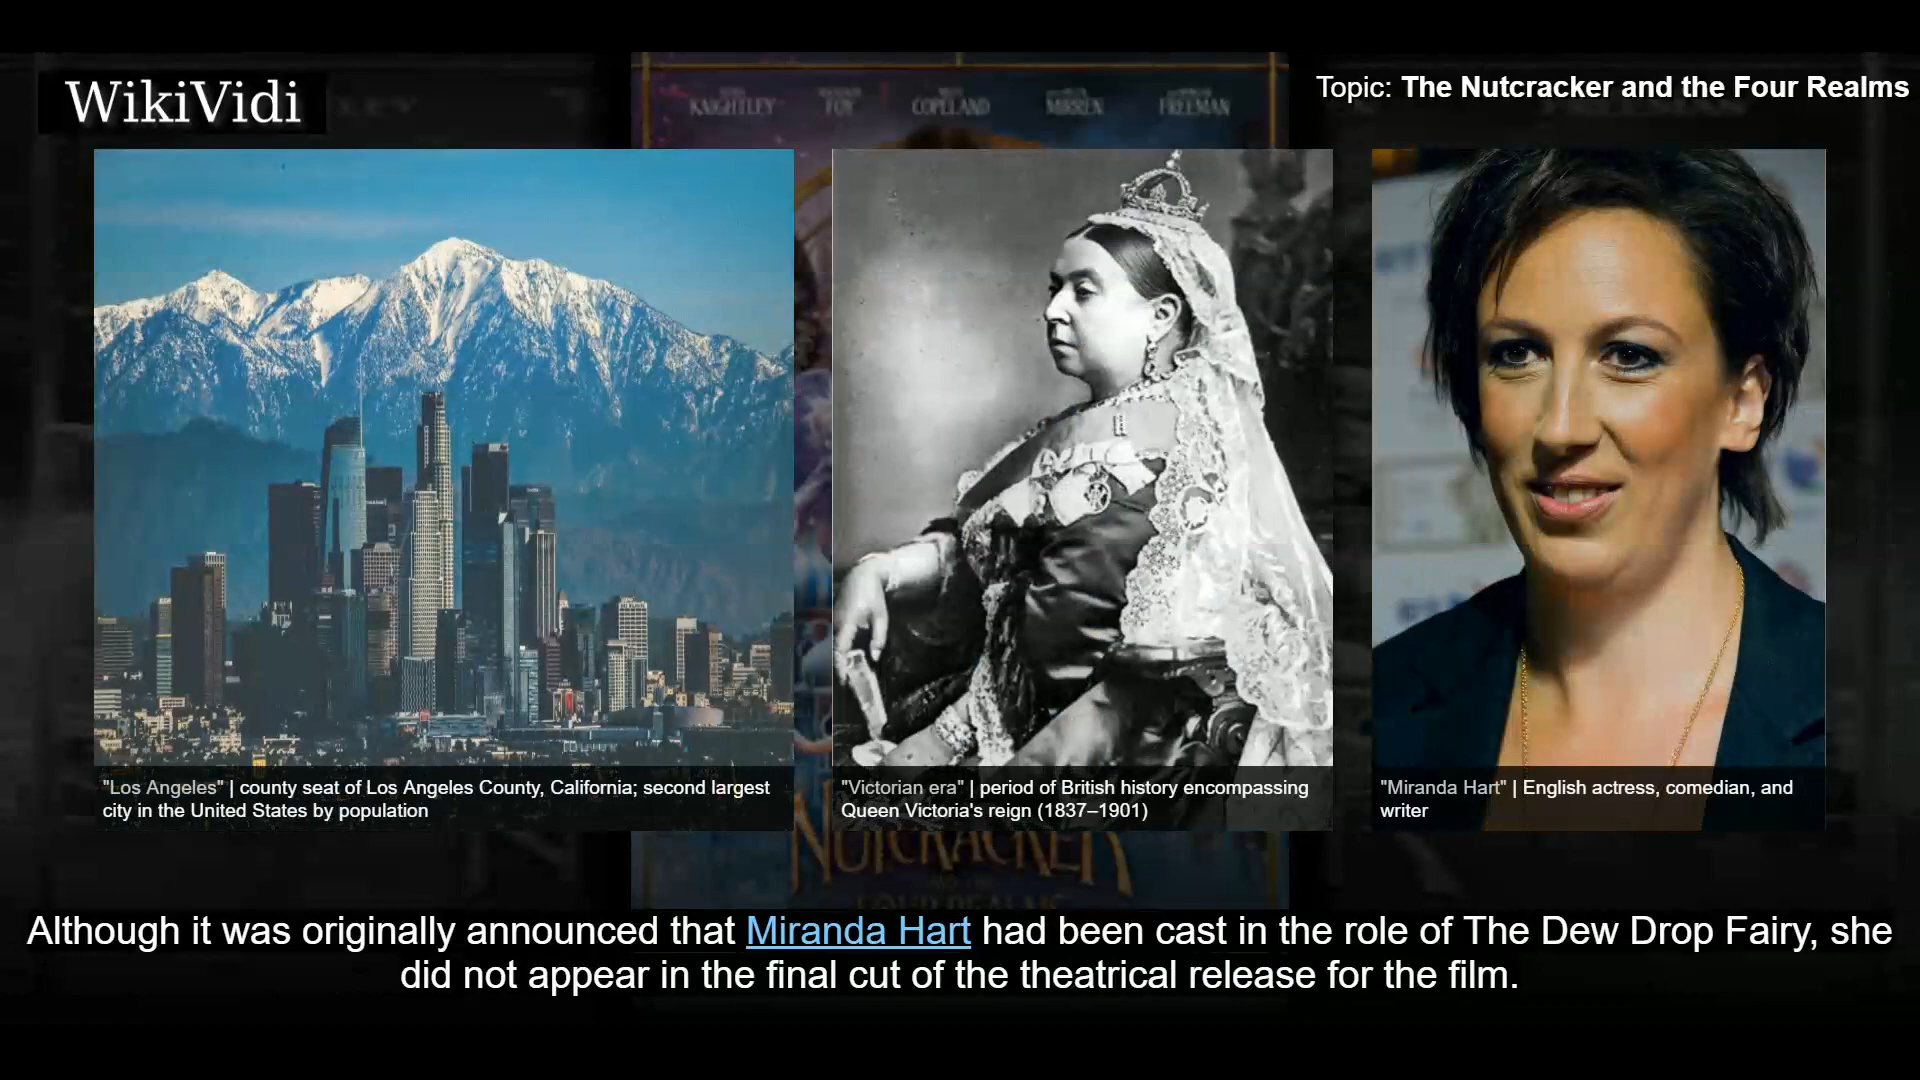 WikiVidi
Topic: The Nutcracker and the Four Realms
KNIGHTLEY FOY COPELAND MIRREN FREEMAN
"Los Angeles" | county seat of Los Angeles County, California; second largest
city in the United States by population
"Victorian era" | period of British history encompassing
Queen Victoria's reign (1837–1901)
"Miranda Hart" | English actress, comedian, and
writer
NUTCRACKER
FOUR REALMS
Although it was originally announced that Miranda Hart had been cast in the role of The Dew Drop Fairy, she
did not appear in the final cut of the theatrical release for the film.